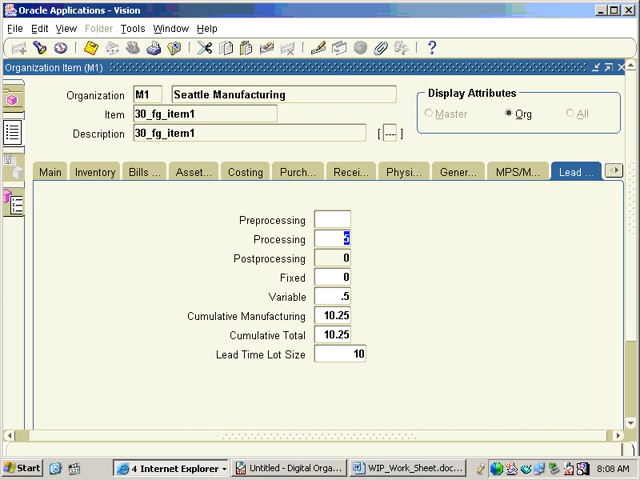 Oracle Applications - Vision
File Edit View Folder Tools Window Help
Organization Item (M1)
Organization M1 Seattle Manufacturing
Item 30_fg_item1
Description 30_fg_item1 [ ]
Display Attributes
Master Org All
Main Inventory Bills ... Asset... Costing Purch... Recei... Physi... Gener... MPS/M... Lead ...
Preprocessing
Processing 5
Postprocessing 0
Fixed 0
Variable .5
Cumulative Manufacturing 10.25
Cumulative Total 10.25
Lead Time Lot Size 10
Start 4 Internet Explorer Untitled - Digital Orga... WIP_Work_Sheet.doc... 8:08 AM